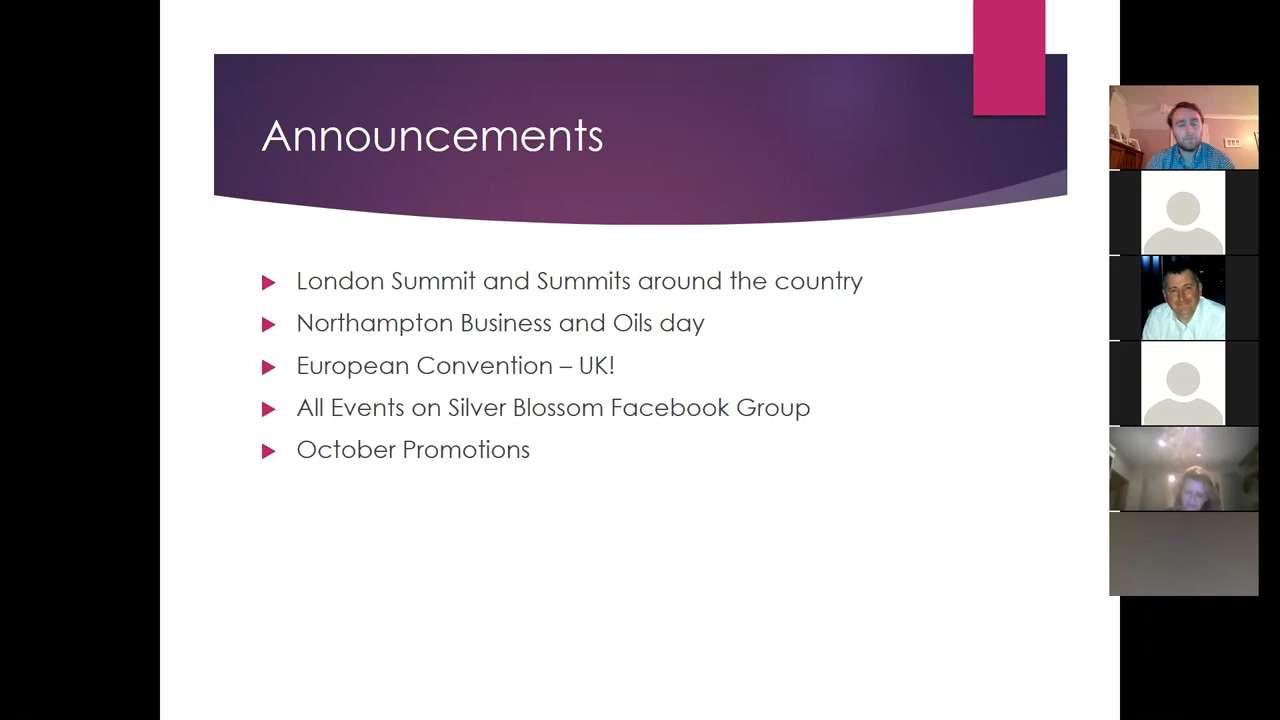 Announcements
London Summit and Summits around the country
Northampton Business and Oils day
European Convention – UK!
All Events on Silver Blossom Facebook Group
October Promotions